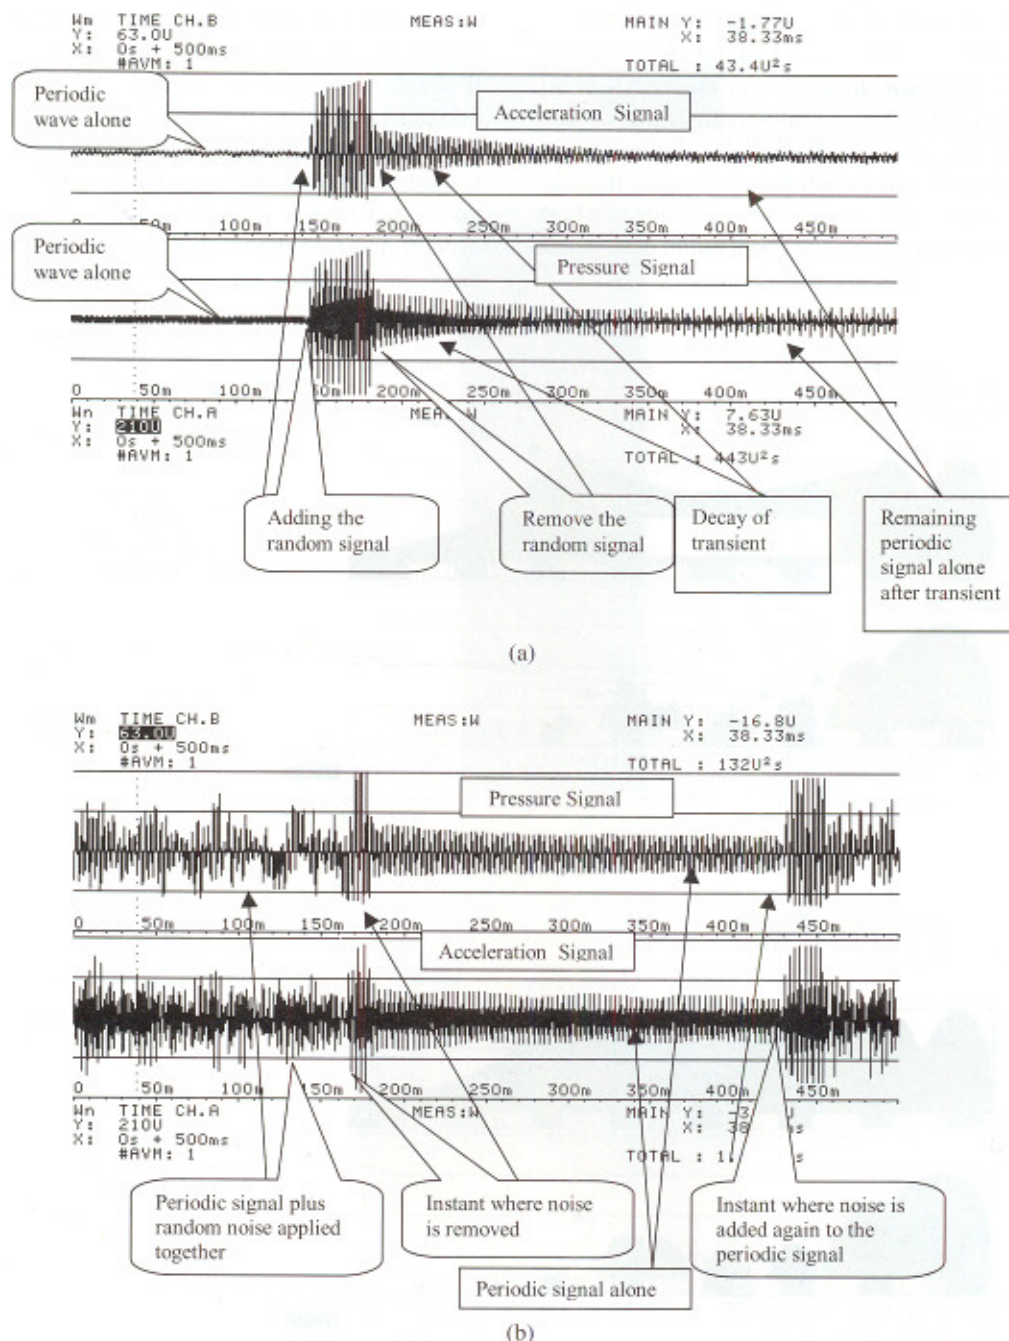 Wm TIME CH.B MEAS:W MAIN Y: -1.77U
Y: 63.0U X: 38.33ms
X: 0s + 500ms
#AVM: 1 TOTAL : 43.4U²s
Periodic
wave alone
Acceleration Signal
0 50m 100m 150m 200m 250m 300m 350m 400m 450m
Periodic
wave alone
Pressure Signal
0 50m 100m 150m 200m 250m 300m 350m 400m 450m
Wn TIME CH.A MEAS:W MAIN Y: 7.63U
Y: 210U X: 38.33ms
X: 0s + 500ms
#AVM: 1 TOTAL : 443U²s
Adding the
random signal
Remove the
random signal
Decay of
transient
Remaining
periodic
signal alone
after transient
(a)
Wm TIME CH.B MEAS:W MAIN Y: -16.8U
Y: 63.0U X: 38.33ms
X: 0s + 500ms
#AVM: 1 TOTAL : 132U²s
Pressure Signal
0 50m 100m 150m 200m 250m 300m 350m 400m 450m
Acceleration Signal
0 50m 100m 150m 200m 250m 300m 350m 400m 450m
Wn TIME CH.A MEAS:W MAIN Y:
Y: 210U X:
X: 0s + 500ms
#AVM: 1 TOTAL :
Periodic signal plus
random noise applied
together
Instant where noise
is removed
Instant where noise is
added again to the
periodic signal
Periodic signal alone
(b)